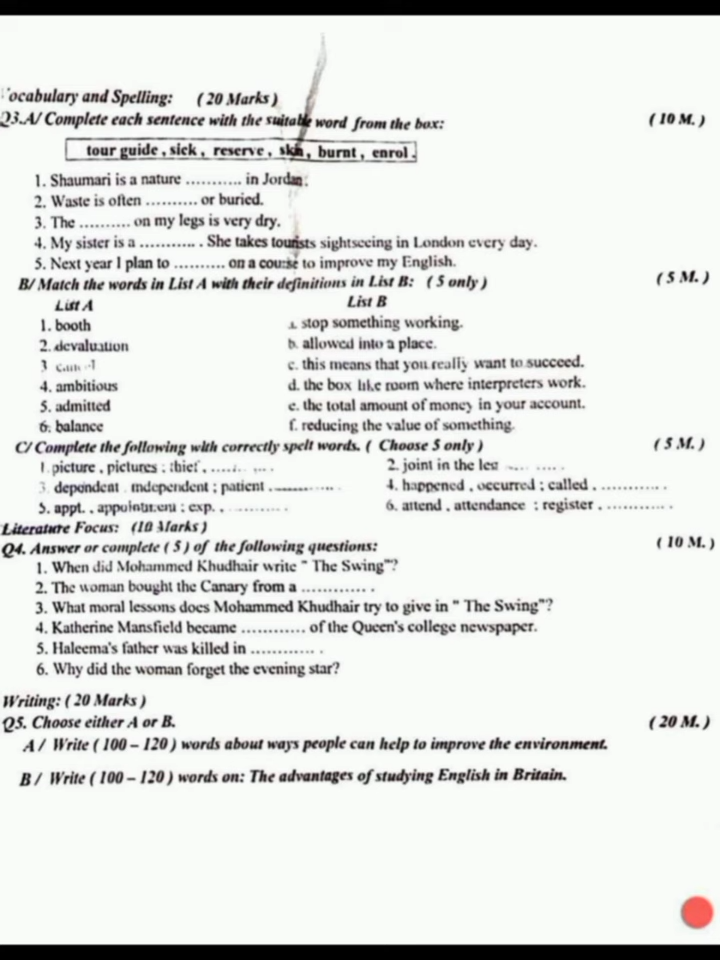 Vocabulary and Spelling: ( 20 Marks )
Q3.A/ Complete each sentence with the suitable word from the box: ( 10 M. )
tour guide , sick , reserve , skin , burnt , enrol .
1. Shaumari is a nature ........... in Jordan.
2. Waste is often .......... or buried.
3. The .......... on my legs is very dry.
4. My sister is a ........... . She takes tourists sightseeing in London every day.
5. Next year I plan to .......... on a course to improve my English.
B/ Match the words in List A with their definitions in List B: ( 5 only ) ( 5 M. )
List A List B
1. booth a. stop something working.
2. devaluation b. allowed into a place.
3 c. this means that you really want to succeed.
4. ambitious d. the box like room where interpreters work.
5. admitted e. the total amount of money in your account.
6. balance f. reducing the value of something.
C/ Complete the following with correctly spelt words. ( Choose 5 only ) ( 5 M. )
1. picture , pictures ; thief , ...........
2. joint in the leg ...........
3. dependent , independent ; patient ............
4. happened , occurred ; called , ............ .
5. appt. , appointment ; exp. , ...........
6. attend , attendance ; register , ............ .
Literature Focus: (10 Marks )
Q4. Answer or complete ( 5 ) of the following questions: ( 10 M. )
1. When did Mohammed Khudhair write " The Swing"?
2. The woman bought the Canary from a ............ .
3. What moral lessons does Mohammed Khudhair try to give in " The Swing"?
4. Katherine Mansfield became ............ of the Queen's college newspaper.
5. Haleema's father was killed in ............ .
6. Why did the woman forget the evening star?
Writing: ( 20 Marks )
Q5. Choose either A or B. ( 20 M. )
A / Write ( 100 – 120 ) words about ways people can help to improve the environment.
B / Write ( 100 – 120 ) words on: The advantages of studying English in Britain.